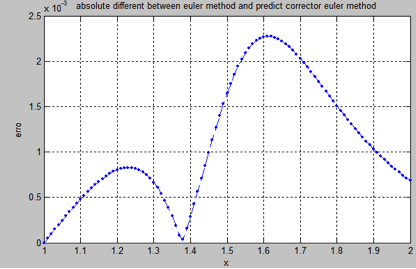 x 10⁻³ absolute different between euler method and predict corrector euler method
2.5
2
1.5
1
0.5
0
erro
1 1.1 1.2 1.3 1.4 1.5 1.6 1.7 1.8 1.9 2
x